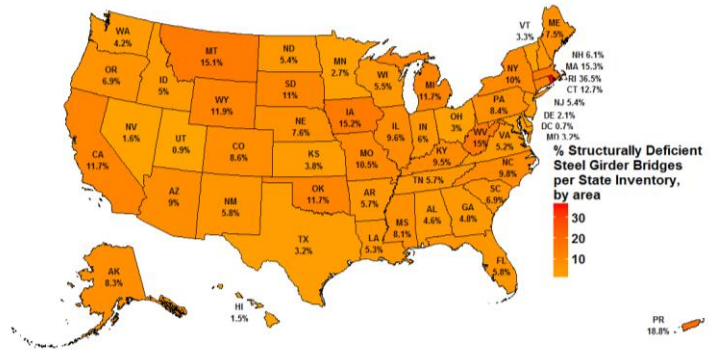 WA
4.2%
OR
6.9%
CA
11.7%
NV
1.6%
ID
5%
MT
15.1%
WY
11.9%
UT
0.9%
AZ
9%
CO
8.6%
NM
5.8%
ND
5.4%
SD
11%
NE
7.6%
KS
3.8%
OK
11.7%
TX
3.2%
MN
2.7%
IA
15.2%
MO
10.5%
AR
5.7%
LA
5.3%
WI
5.5%
IL
9.6%
MI
11.7%
IN
6%
OH
3%
KY
9.5%
TN 5.7%
MS
8.1%
AL
4.6%
GA
4.8%
FL
5.8%
SC
6.9%
NC
9.8%
VA
5.2%
WV
15%
PA
8.4%
NY
10%
VT
3.3%
ME
7.5%
NH 6.1%
MA 15.3%
RI 36.5%
CT 12.7%
NJ 5.4%
DE 2.1%
DC 0.7%
MD 3.2%
AK
8.3%
HI
1.5%
PR
18.8%
% Structurally Deficient
Steel Girder Bridges
per State Inventory,
by area
30
20
10